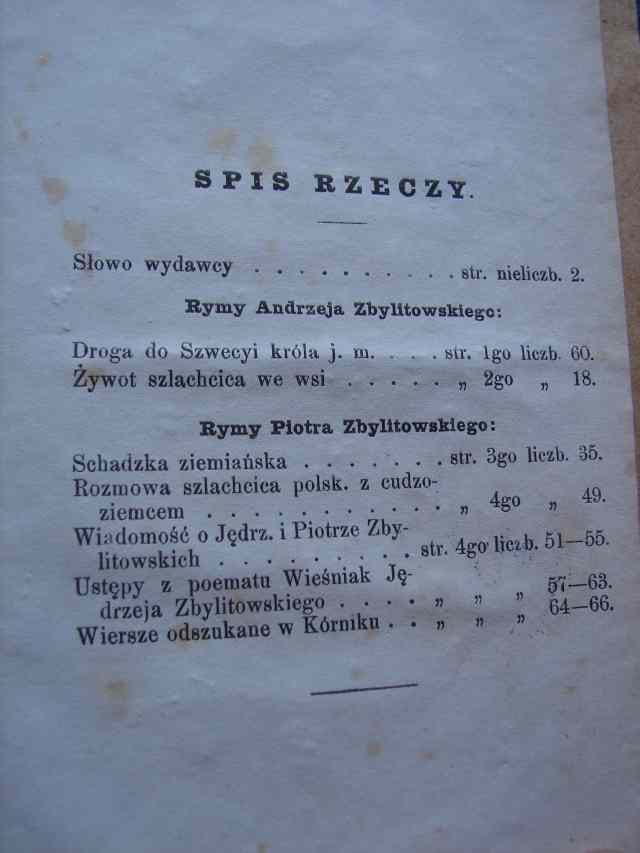 SPIS RZECZY.
Słowo wydawcy . . . . . . . . . . str. nieliczb. 2.
Rymy Andrzeja Zbylitowskiego:
Droga do Szwecyi króla j. m. . . . str. 1go liczb. 60.
Żywot szlachcica we wsi . . . . . „ 2go „ 18.
Rymy Piotra Zbylitowskiego:
Schadzka ziemiańska . . . . . . . str. 3go liczb. 35.
Rozmowa szlachcica polsk. z cudzo-
ziemcem . . . . . . . . . . . „ 4go „ 49.
Wiadomość o Jędrz. i Piotrze Zby-
litowskich . . . . . . . . . str. 4go liczb. 51—55.
Ustępy z poematu Wieśniak Ję-
drzeja Zbylitowskiego . . . . „ „ „ 57—63.
Wiersze odszukane w Kórniku . . „ „ „ 64—66.